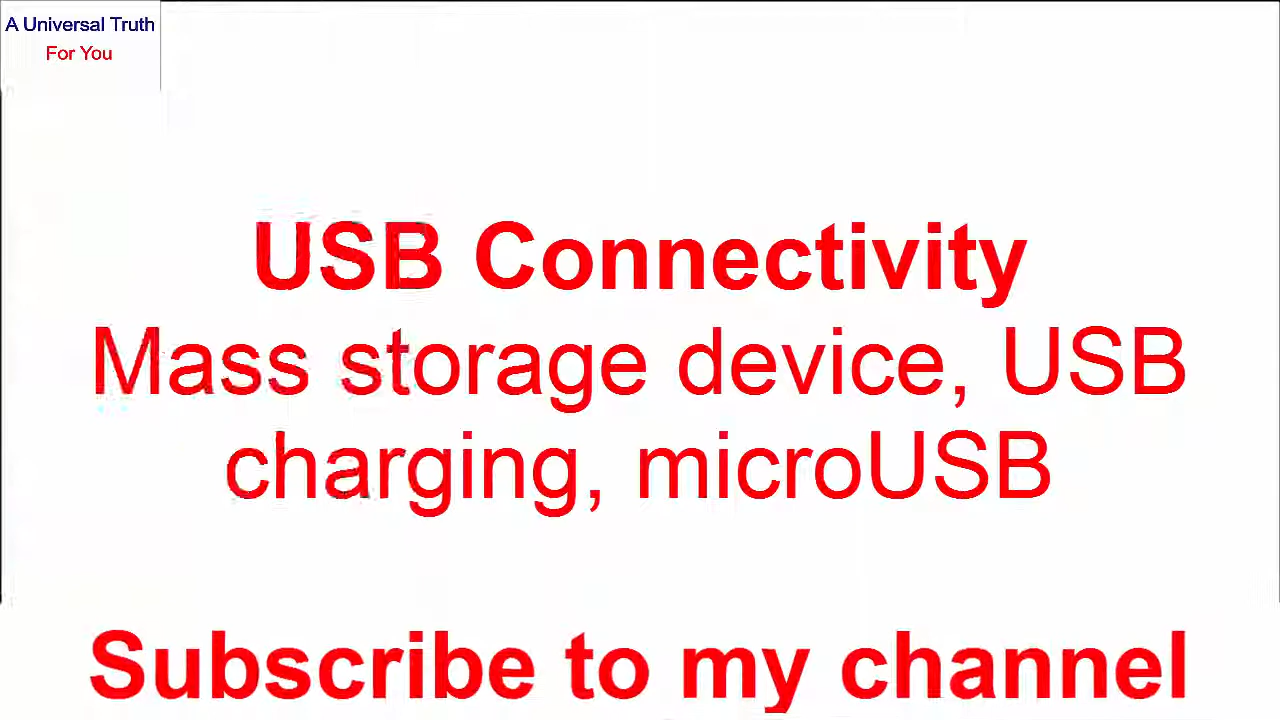 A Universal Truth
For You
USB Connectivity
Mass storage device, USB
charging, microUSB
Subscribe to my channel